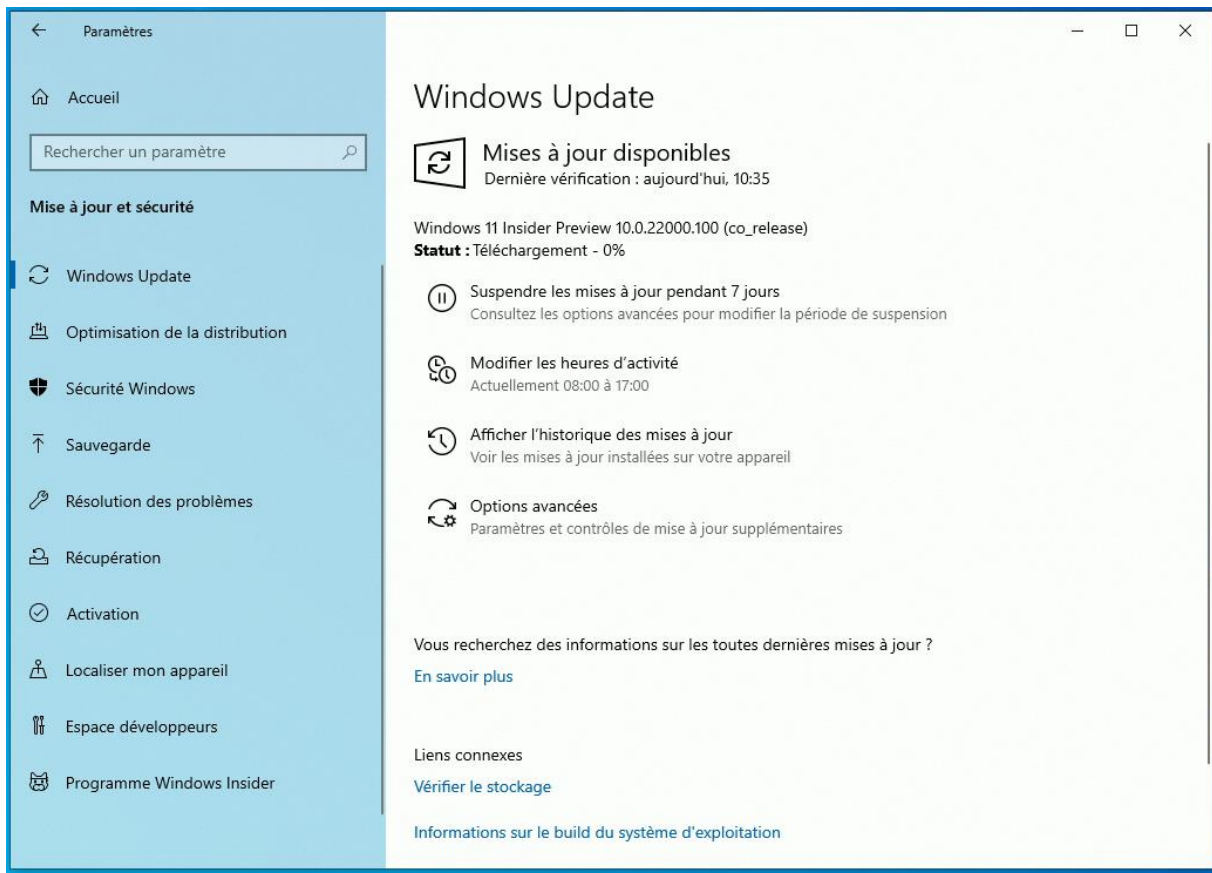 Paramètres
Accueil
Rechercher un paramètre
Mise à jour et sécurité
Windows Update
Optimisation de la distribution
Sécurité Windows
Sauvegarde
Résolution des problèmes
Récupération
Activation
Localiser mon appareil
Espace développeurs
Programme Windows Insider
Windows Update
Mises à jour disponibles
Dernière vérification : aujourd'hui, 10:35
Windows 11 Insider Preview 10.0.22000.100 (co_release)
Statut : Téléchargement - 0%
Suspendre les mises à jour pendant 7 jours
Consultez les options avancées pour modifier la période de suspension
Modifier les heures d’activité
Actuellement 08:00 à 17:00
Afficher l’historique des mises à jour
Voir les mises à jour installées sur votre appareil
Options avancées
Paramètres et contrôles de mise à jour supplémentaires
Vous recherchez des informations sur les toutes dernières mises à jour ?
En savoir plus
Liens connexes
Vérifier le stockage
Informations sur le build du système d'exploitation